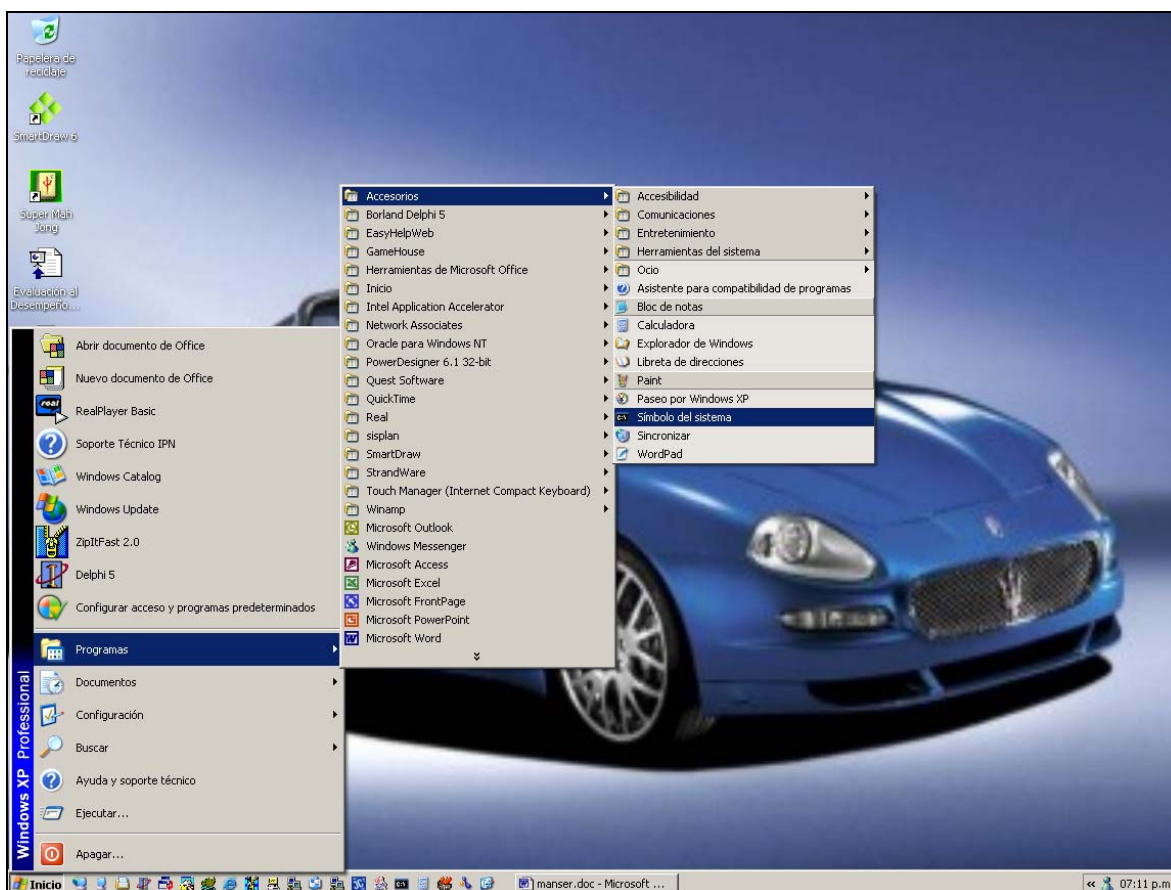 Papelera de
reciclaje
SmartDraw 6
Super Mah
Jong
Evaluación al
Desempeño...
Accesorios
Borland Delphi 5
EasyHelpWeb
GameHouse
Herramientas de Microsoft Office
Inicio
Intel Application Accelerator
Network Associates
Oracle para Windows NT
PowerDesigner 6.1 32-bit
Quest Software
QuickTime
Real
sisplan
SmartDraw
StrandWare
Touch Manager (Internet Compact Keyboard)
Winamp
Microsoft Outlook
Windows Messenger
Microsoft Access
Microsoft Excel
Microsoft FrontPage
Microsoft PowerPoint
Microsoft Word
Accesibilidad
Comunicaciones
Entretenimiento
Herramientas del sistema
Ocio
Asistente para compatibilidad de programas
Bloc de notas
Calculadora
Explorador de Windows
Libreta de direcciones
Paint
Paseo por Windows XP
Símbolo del sistema
Sincronizar
WordPad
Abrir documento de Office
Nuevo documento de Office
real
RealPlayer Basic
Soporte Técnico IPN
Windows Catalog
Windows Update
ZipItFast 2.0
Delphi 5
Configurar acceso y programas predeterminados
Programas
Documentos
Configuración
Buscar
Ayuda y soporte técnico
Ejecutar...
Apagar...
Windows XP Professional
Inicio
manser.doc - Microsoft ...
« 07:11 p.m.